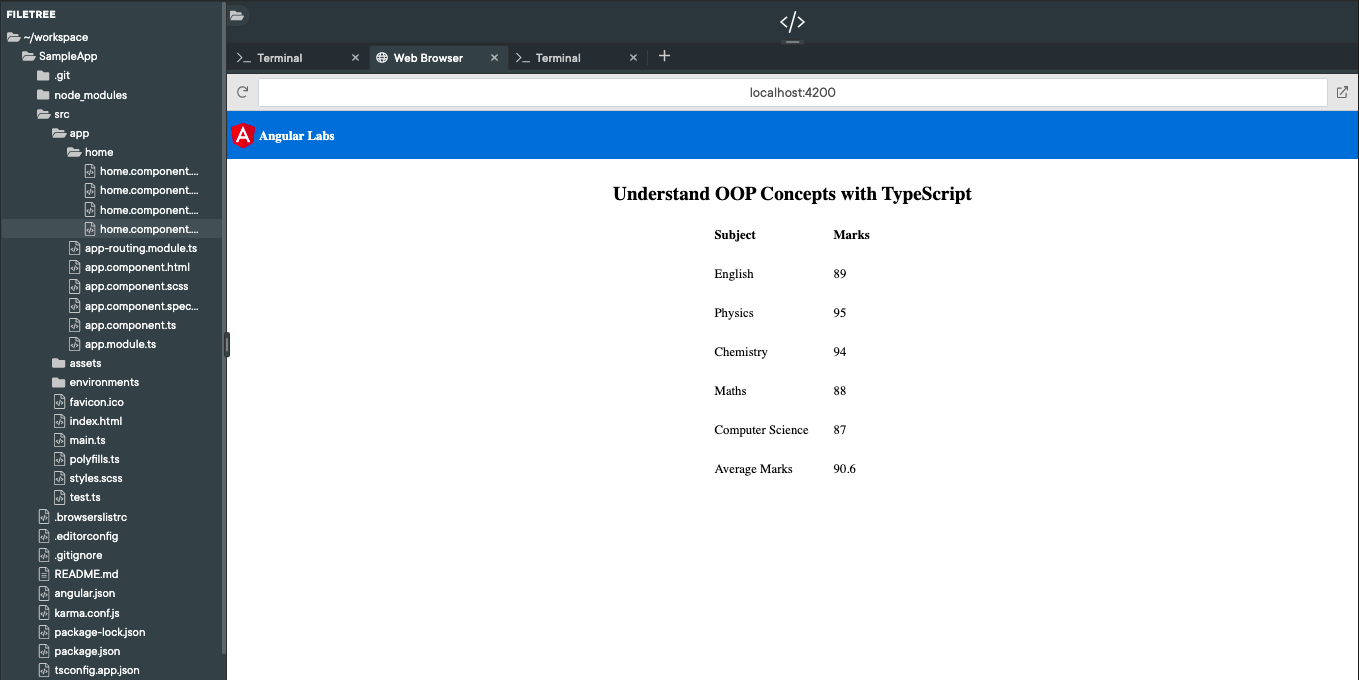 FILETREE
~/workspace
SampleApp
.git
node_modules
src
app
home
home.component....
home.component....
home.component....
home.component....
app-routing.module.ts
app.component.html
app.component.scss
app.component.spec...
app.component.ts
app.module.ts
assets
environments
favicon.ico
index.html
main.ts
polyfills.ts
styles.scss
test.ts
.browserslistrc
.editorconfig
.gitignore
README.md
angular.json
karma.conf.js
package-lock.json
package.json
tsconfig.app.json
</>
>_ Terminal × Web Browser × >_ Terminal × +
localhost:4200
A Angular Labs
Understand OOP Concepts with TypeScript
Subject Marks
English 89
Physics 95
Chemistry 94
Maths 88
Computer Science 87
Average Marks 90.6